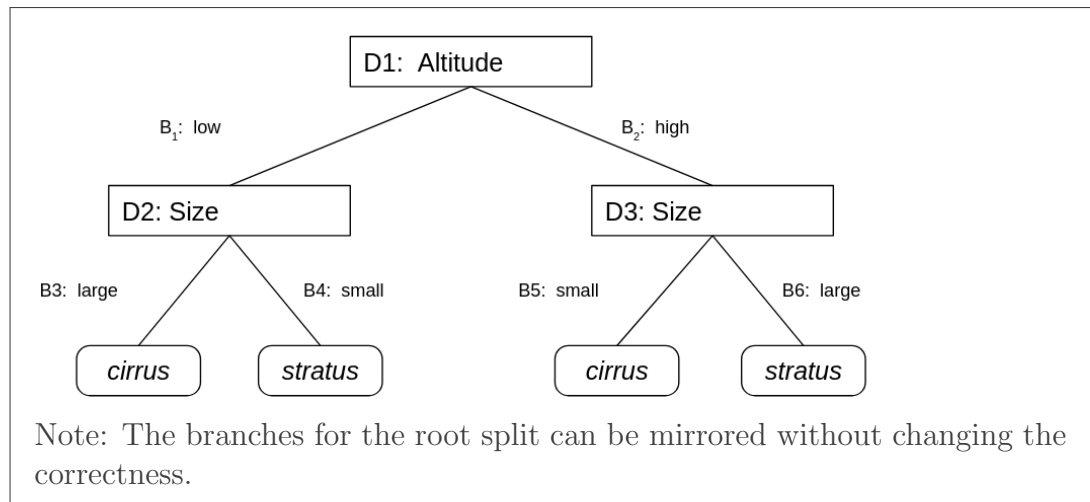 D1: Altitude
B1: low
B2: high
D2: Size
D3: Size
B3: large
B4: small
B5: small
B6: large
cirrus
stratus
cirrus
stratus
Note: The branches for the root split can be mirrored without changing the
correctness.